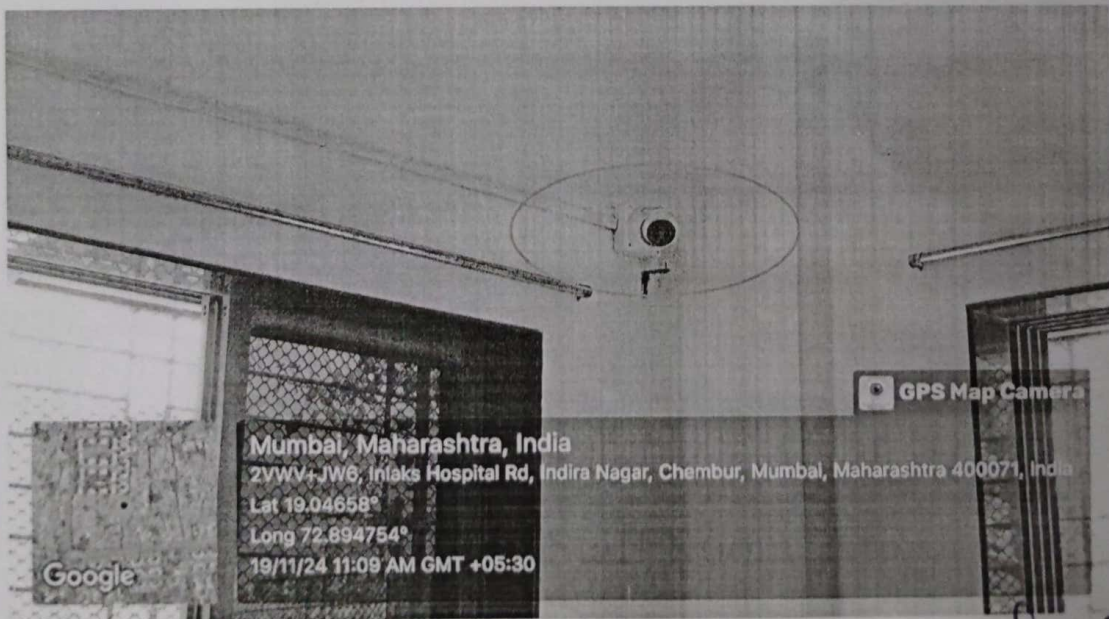 GPS Map Camera
Mumbai, Maharashtra, India
2VWV+JW6, Inlaks Hospital Rd, Indira Nagar, Chembur, Mumbai, Maharashtra 400071, India
Lat 19.04658°
Long 72.894754°
19/11/24 11:09 AM GMT +05:30
Google